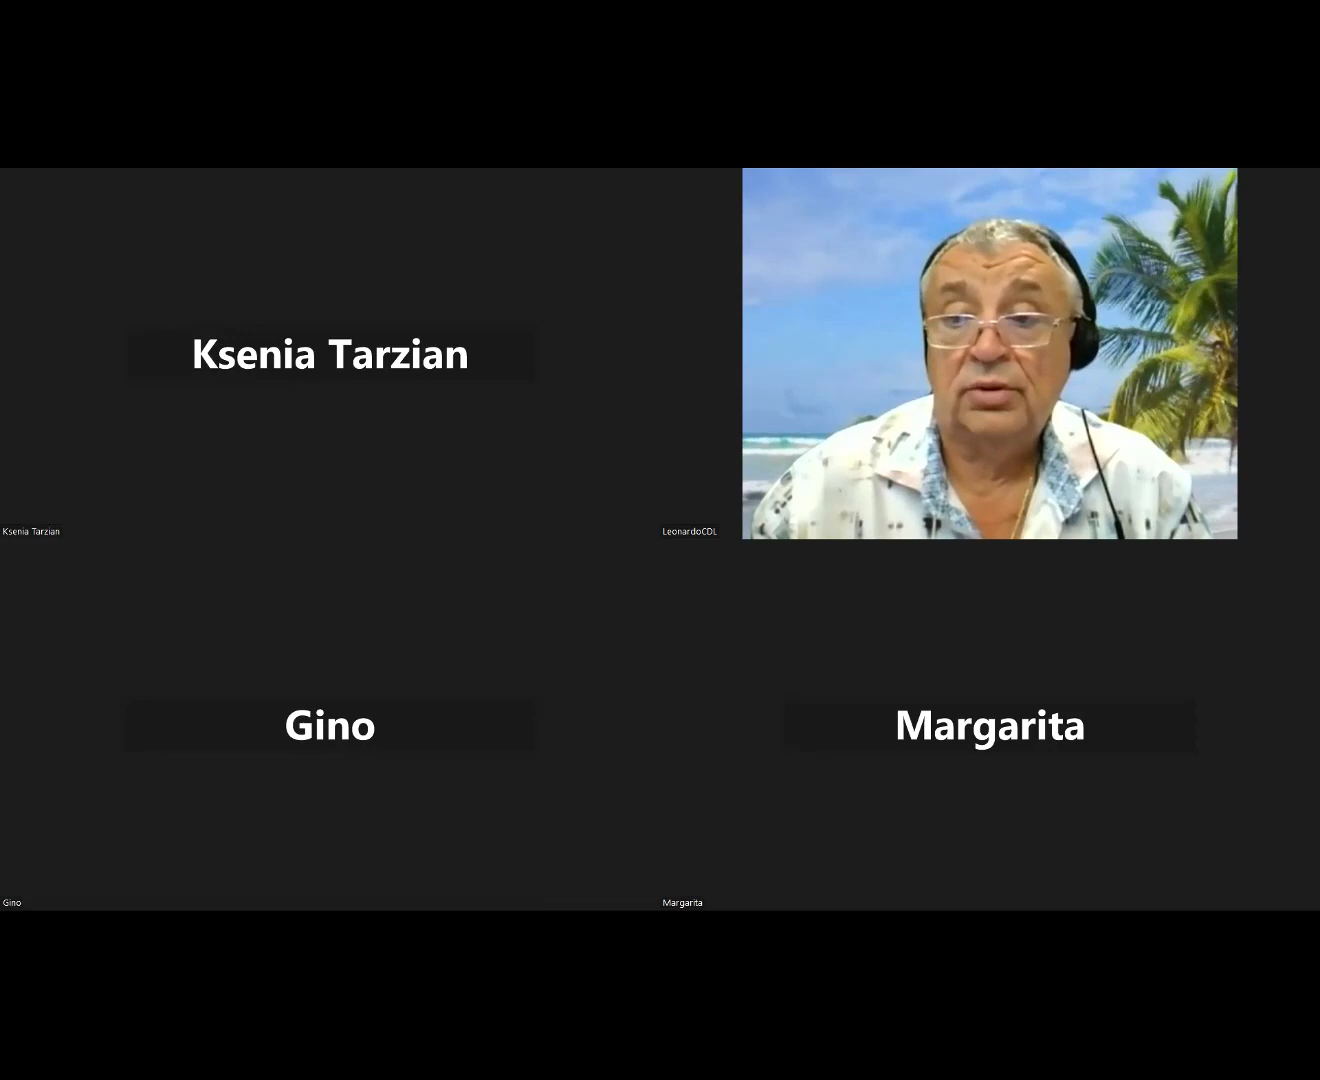 Ksenia Tarzian
Ksenia Tarzian
LeonardoCDL
Gino
Margarita
Gino
Margarita